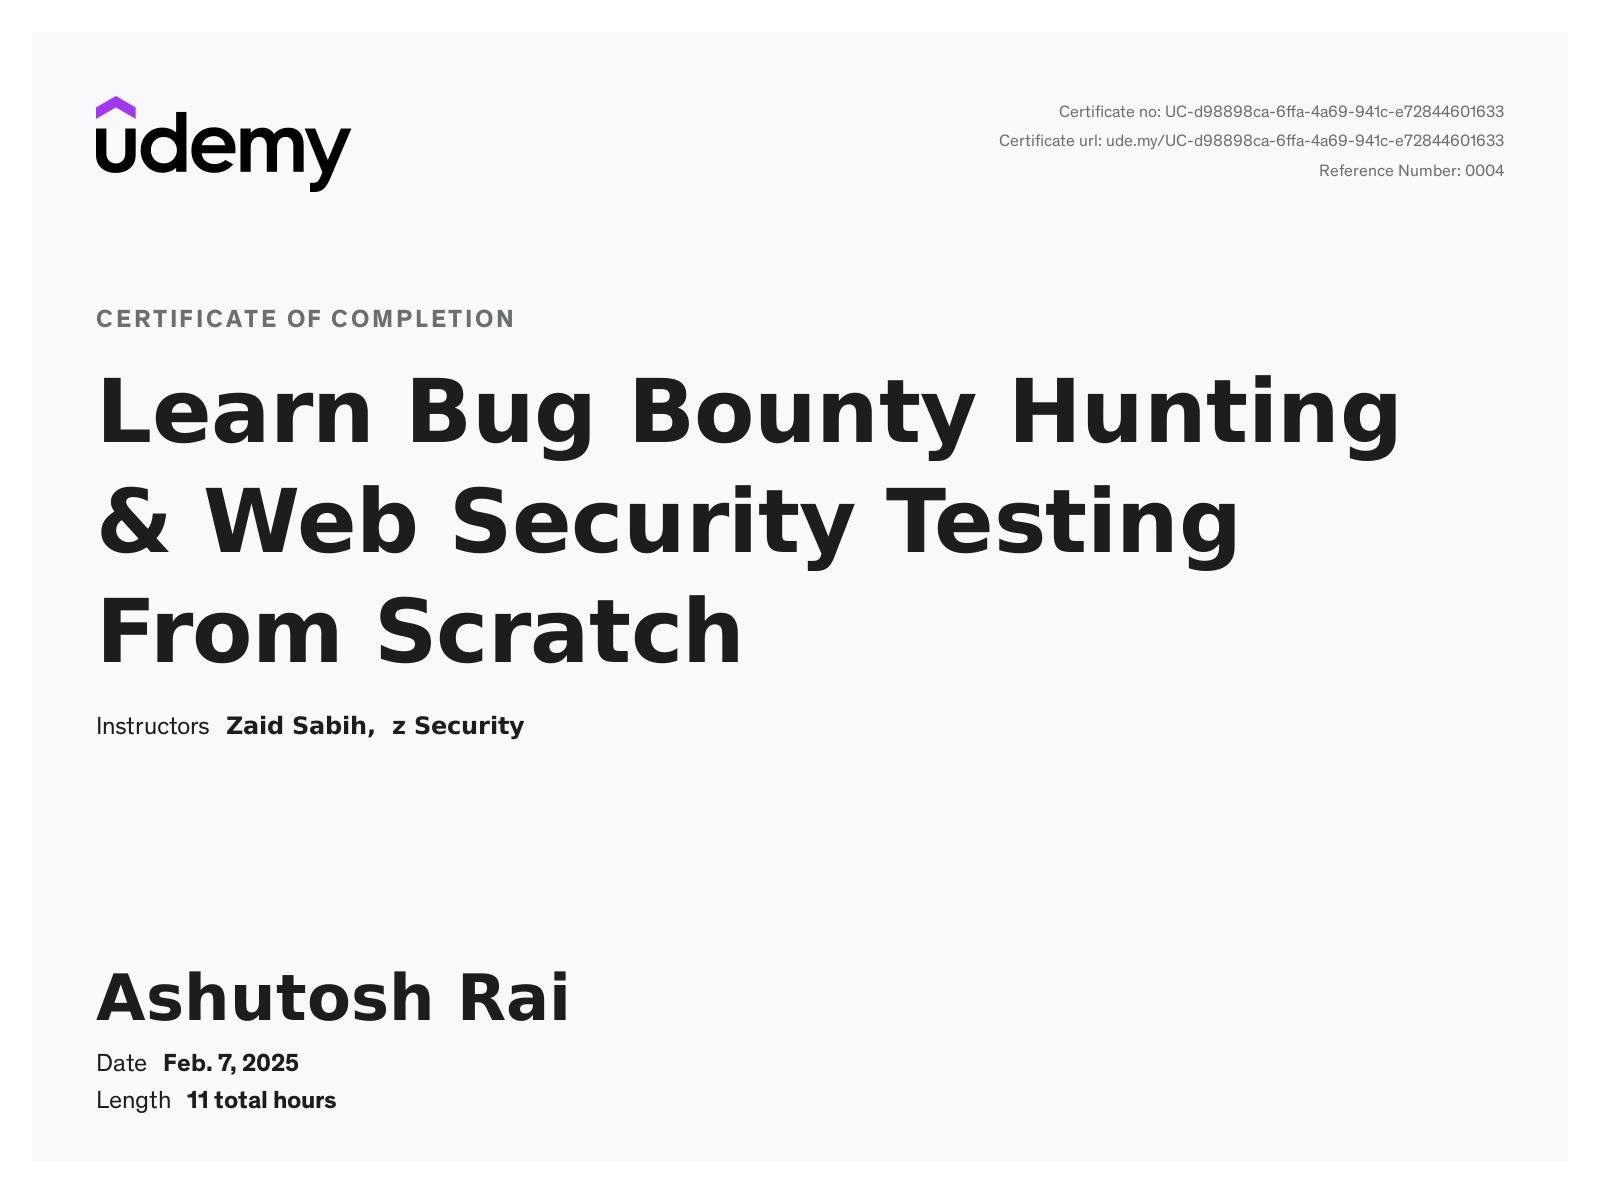 udemy
Certificate no: UC-d98898ca-6ffa-4a69-941c-e72844601633
Certificate url: ude.my/UC-d98898ca-6ffa-4a69-941c-e72844601633
Reference Number: 0004
CERTIFICATE OF COMPLETION
Learn Bug Bounty Hunting
& Web Security Testing
From Scratch
Instructors Zaid Sabih, z Security
Ashutosh Rai
Date Feb. 7, 2025
Length 11 total hours